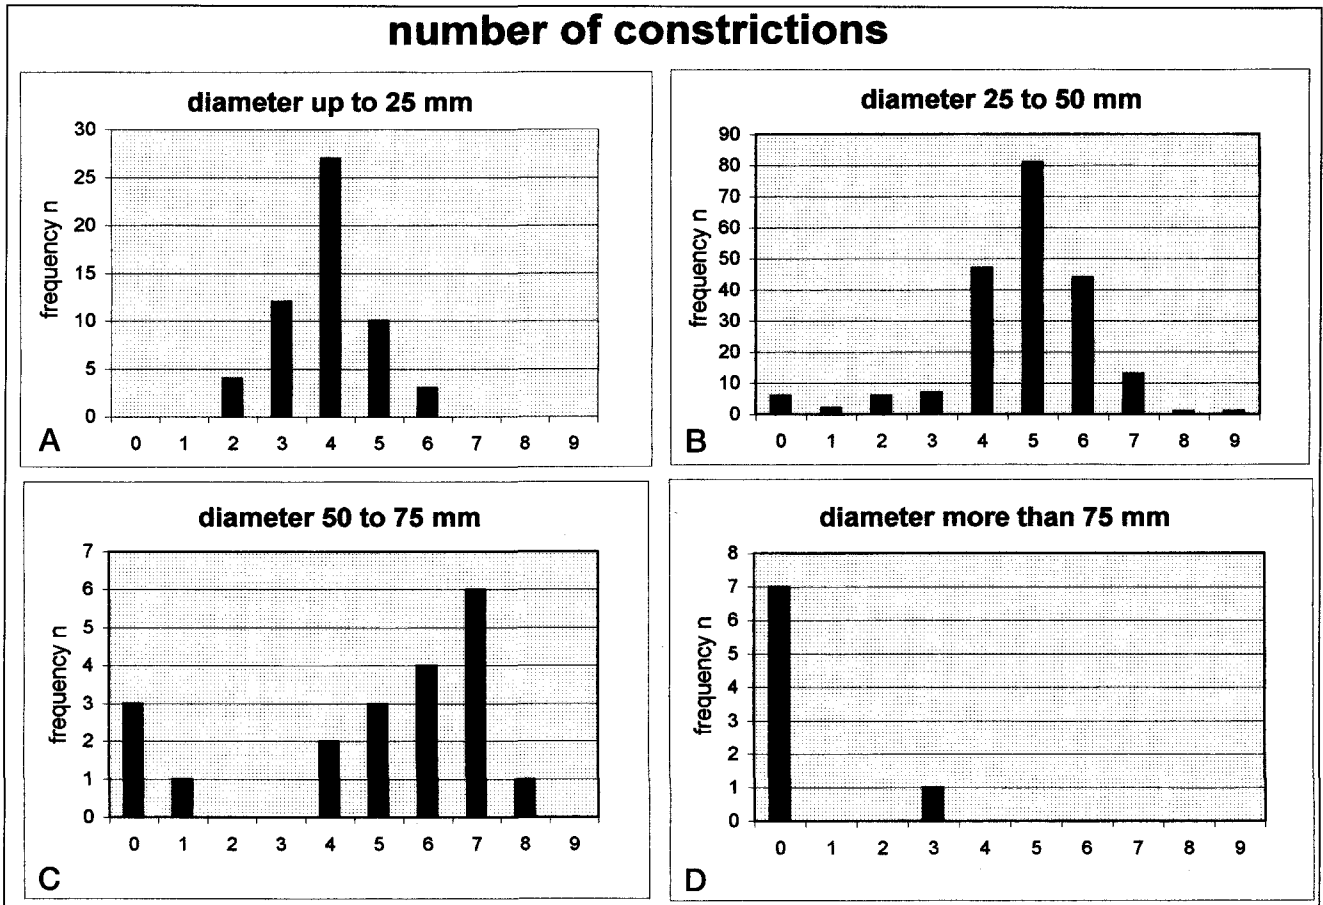 number of constrictions
diameter up to 25 mm
frequency n
30
25
20
15
10
5
0
0 1 2 3 4 5 6 7 8 9
A
diameter 25 to 50 mm
frequency n
90
80
70
60
50
40
30
20
10
0
0 1 2 3 4 5 6 7 8 9
B
diameter 50 to 75 mm
frequency n
7
6
5
4
3
2
1
0
0 1 2 3 4 5 6 7 8 9
C
diameter more than 75 mm
frequency n
8
7
6
5
4
3
2
1
0
0 1 2 3 4 5 6 7 8 9
D